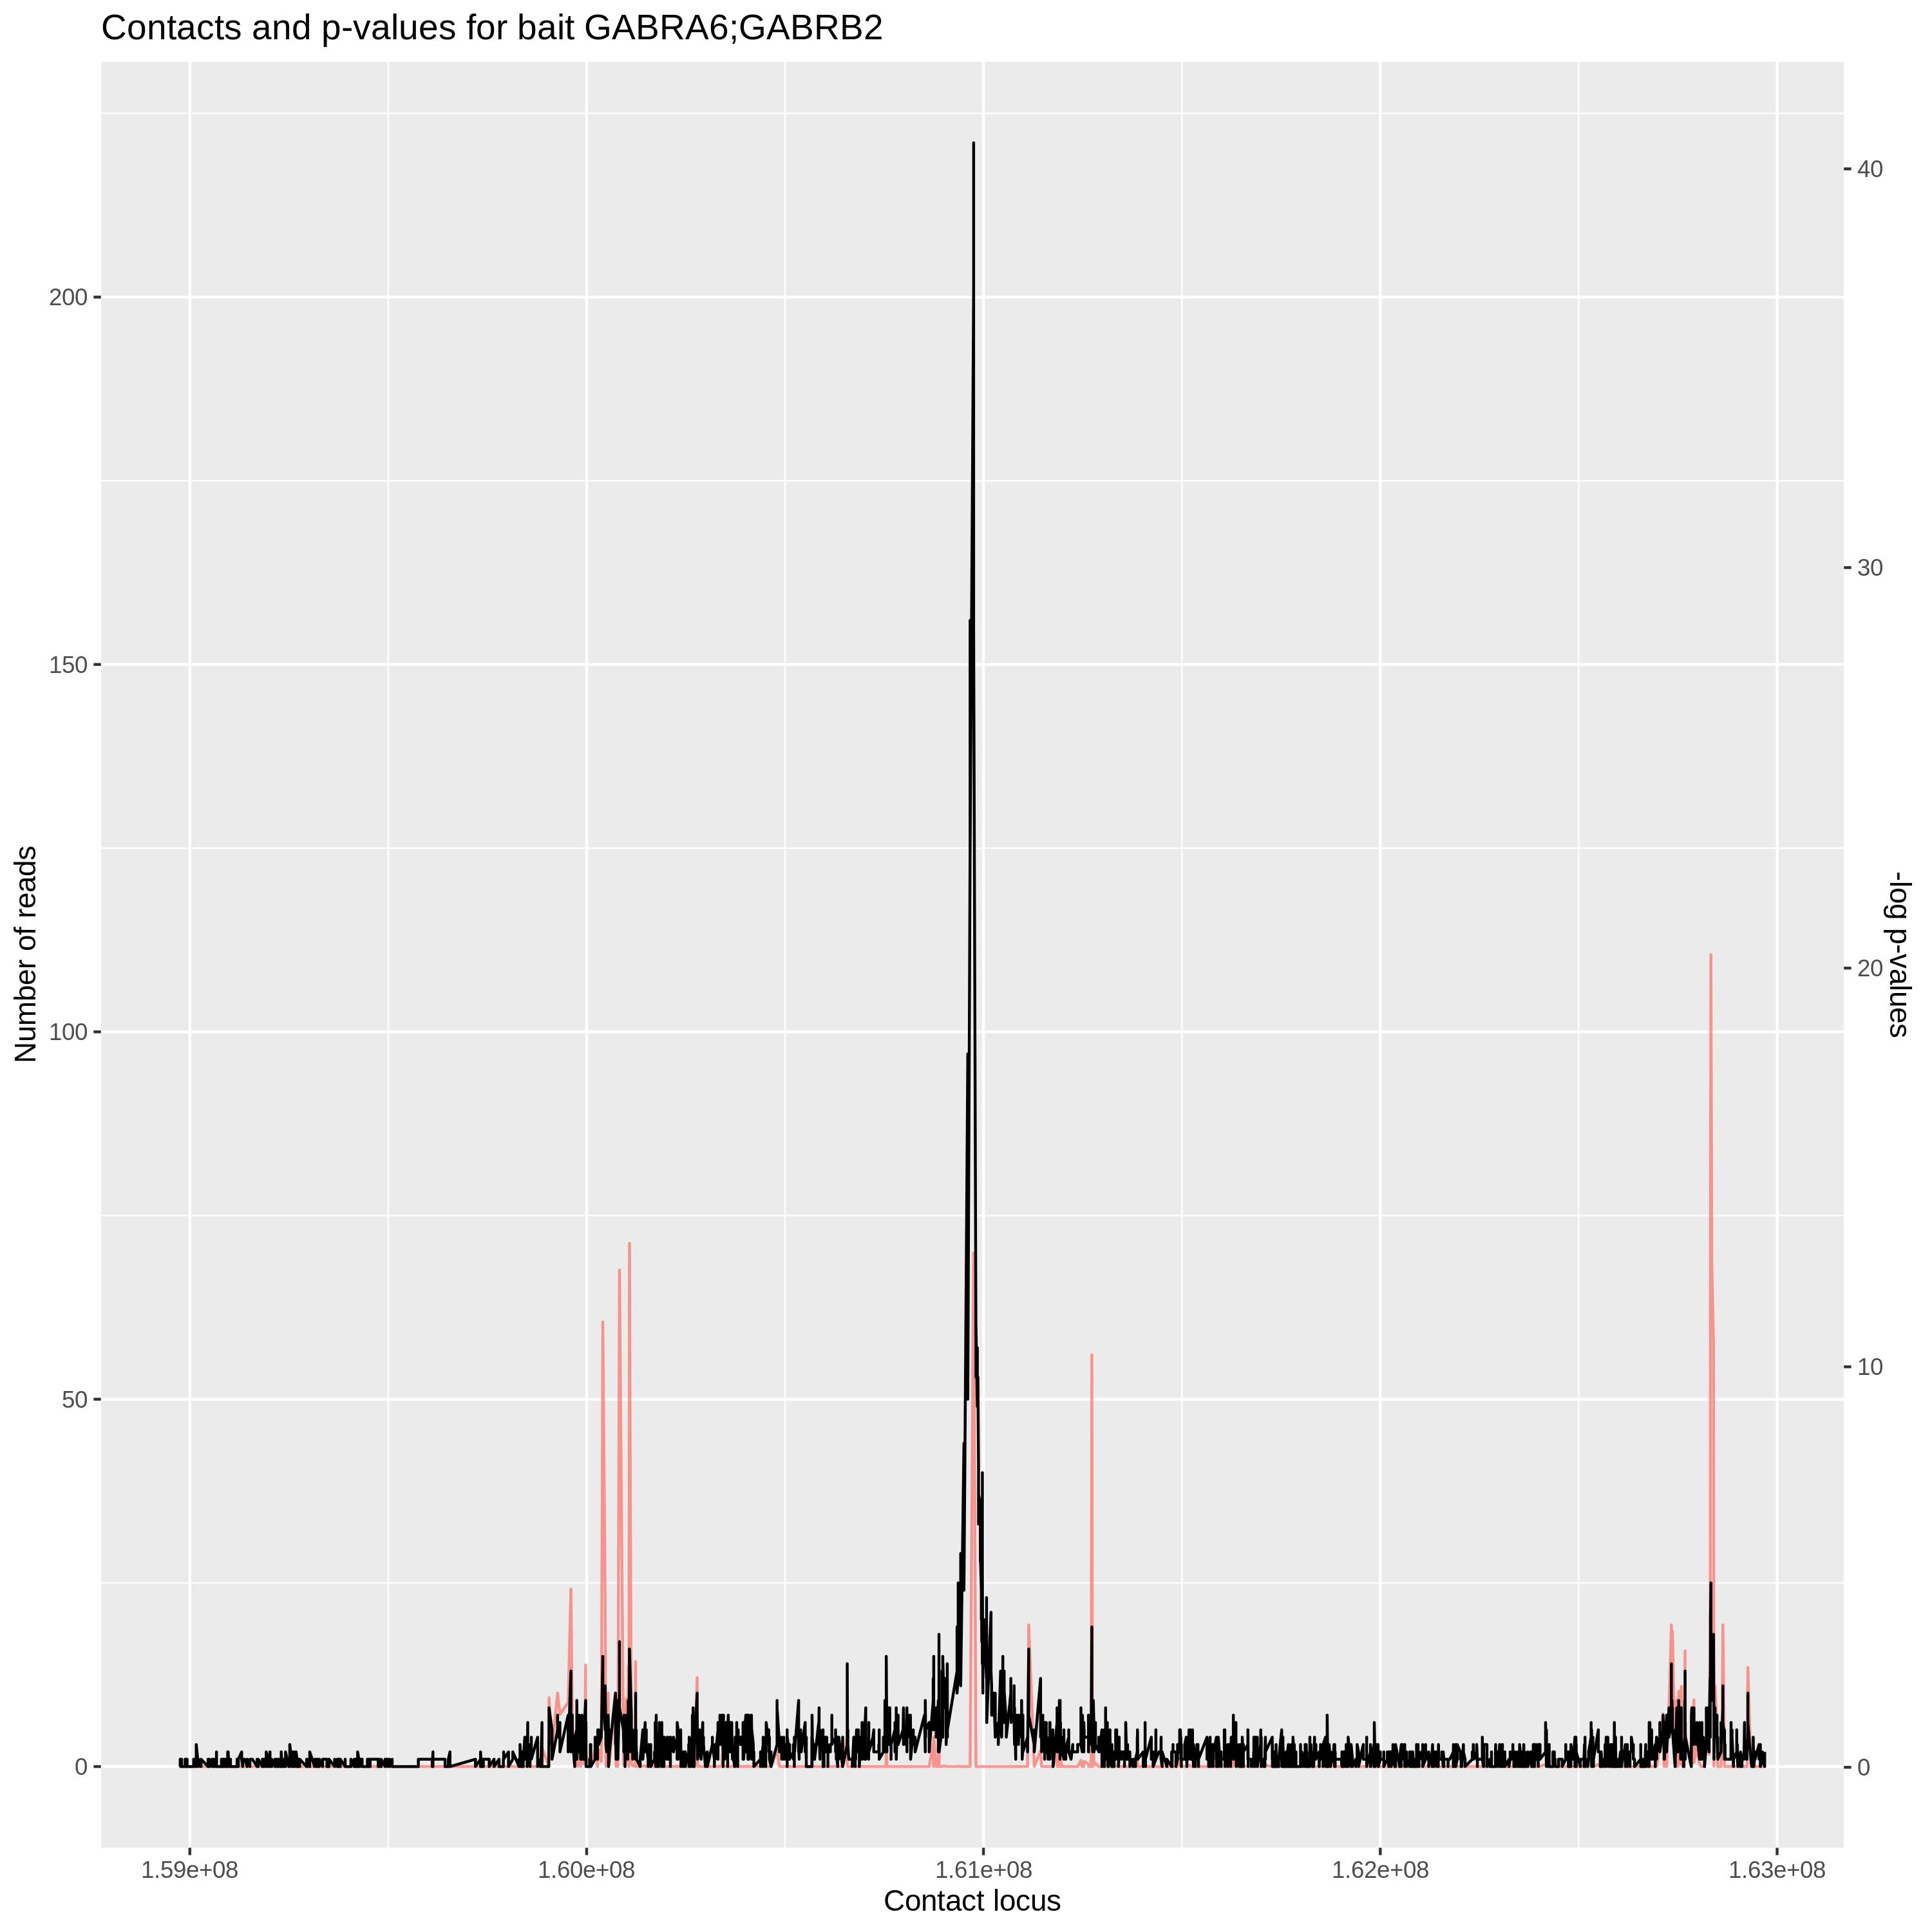 Contacts and p-values for bait GABRA6;GABRB2
200
150
100
50
0
Number of reads
40
30
20
10
0
-log p-values
1.59e+08
1.60e+08
1.61e+08
1.62e+08
1.63e+08
Contact locus